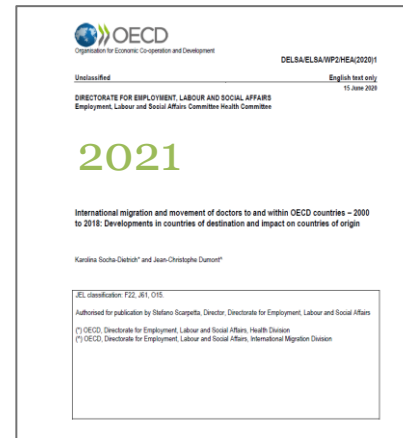 OECD
Organisation for Economic Co-operation and Development
DELSA/ELSA/WP2/HEA(2020)1
Unclassified
English text only
15 June 2020
DIRECTORATE FOR EMPLOYMENT, LABOUR AND SOCIAL AFFAIRS
Employment, Labour and Social Affairs Committee Health Committee
2021
International migration and movement of doctors to and within OECD countries – 2000
to 2018: Developments in countries of destination and impact on countries of origin
Karolina Socha-Dietrich* and Jean-Christophe Dumont^
JEL classification: F22, J61, O15.
Authorised for publication by Stefano Scarpetta, Director, Directorate for Employment, Labour and Social Affairs
(*) OECD, Directorate for Employment, Labour and Social Affairs, Health Division
(^) OECD, Directorate for Employment, Labour and Social Affairs, International Migration Division